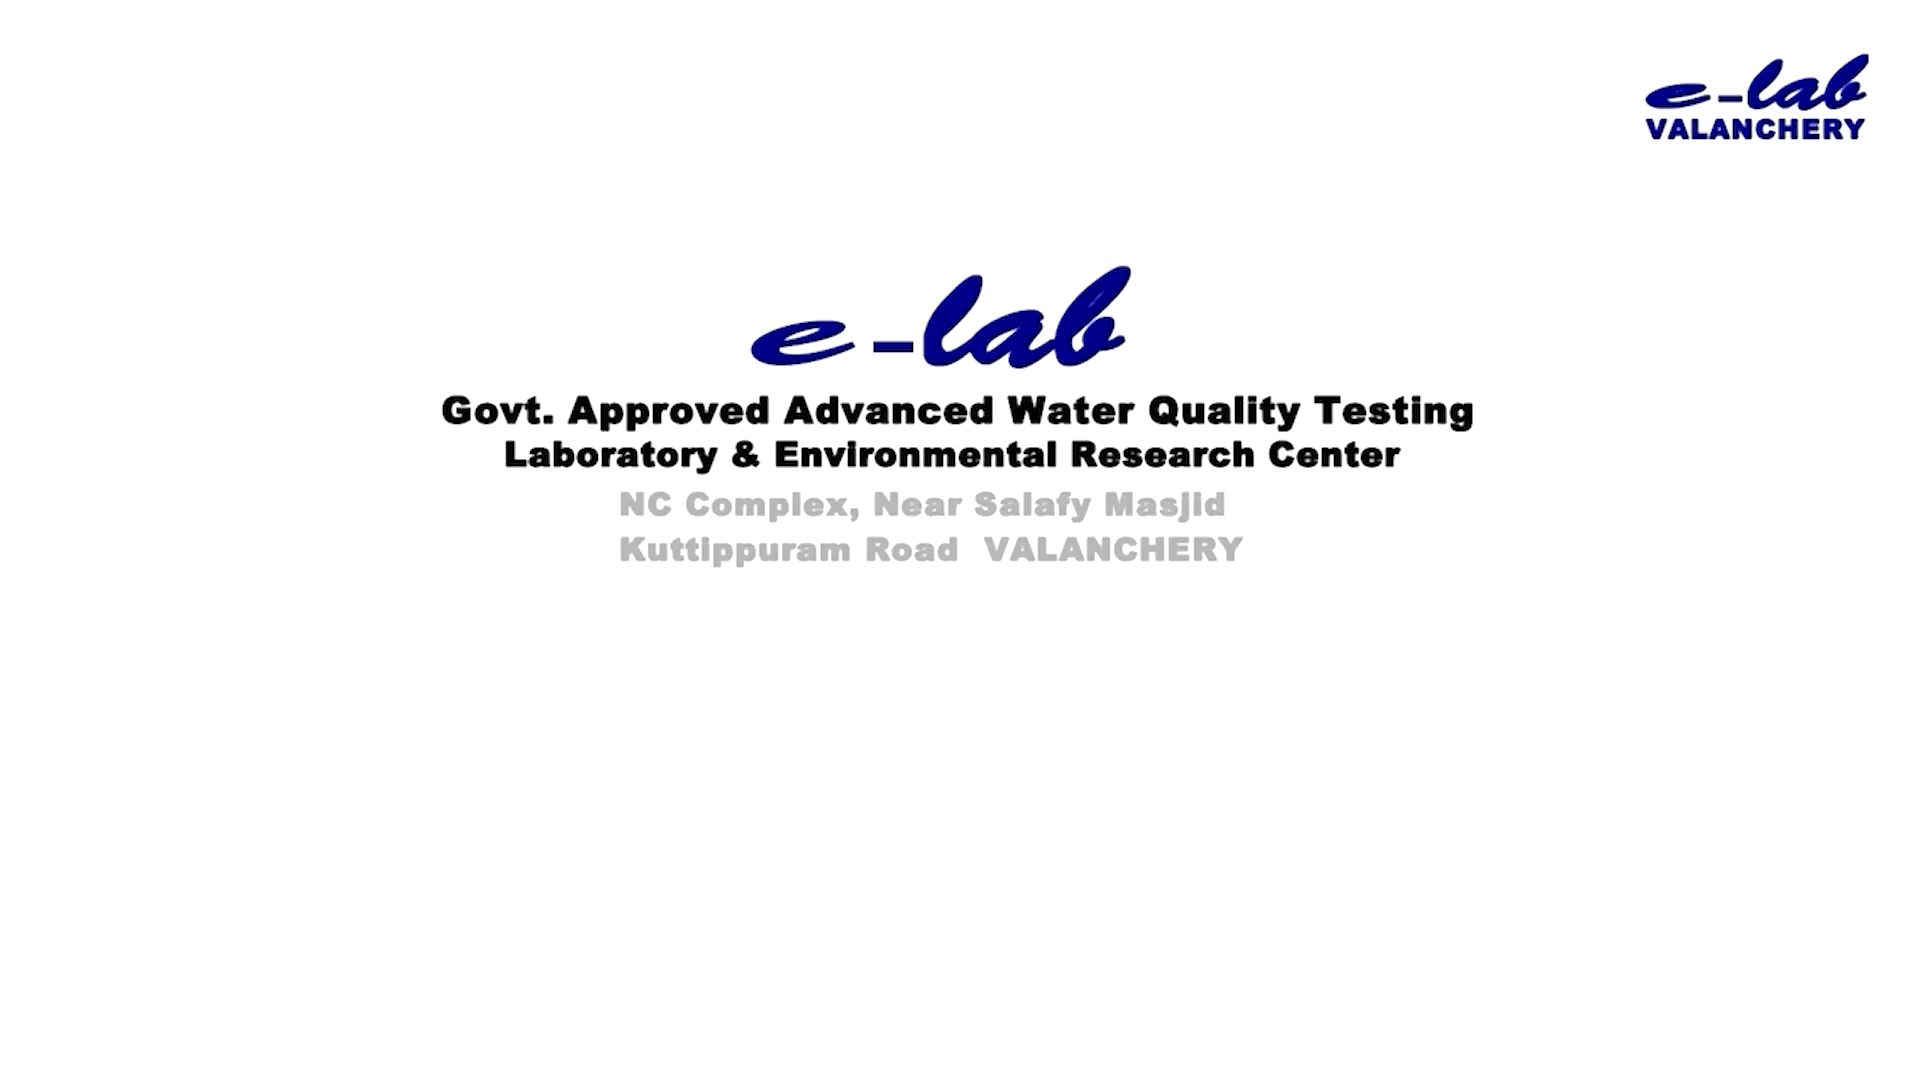 e-lab
VALANCHERY
e-lab
Govt. Approved Advanced Water Quality Testing
Laboratory & Environmental Research Center
NC Complex, Near Salafy Masjid
Kuttippuram Road VALANCHERY